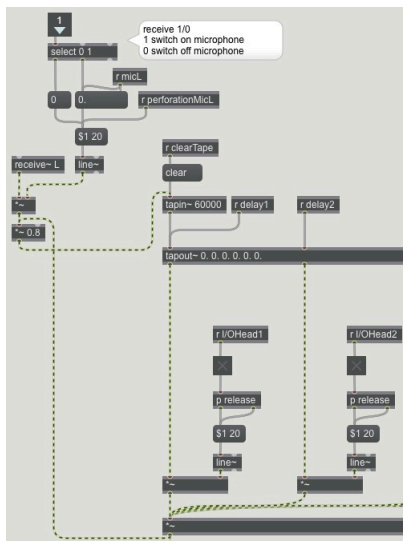 1
receive 1/0
1 switch on microphone
0 switch off microphone
select 0 1
r micL
0
0.
r perforationMicL
$1 20
r clearTape
receive~ L
line~
clear
*~
tapin~ 60000
r delay1
r delay2
*~ 0.8
tapout~ 0. 0. 0. 0. 0. 0.
r I/OHead1
r I/OHead2
p release
p release
$1 20
$1 20
line~
line~
*~
*~
*~